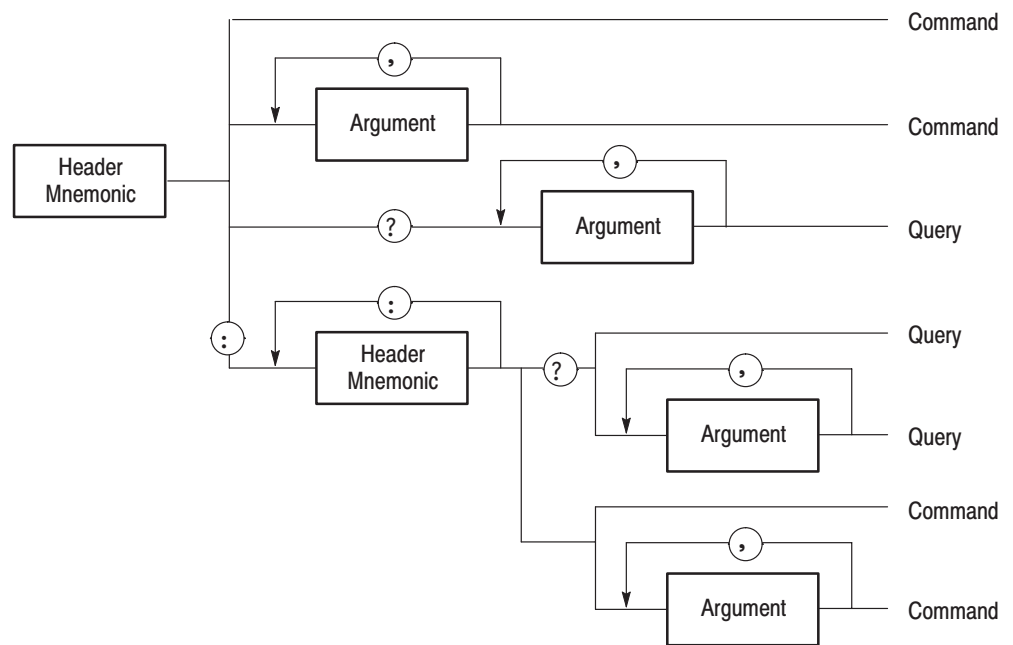 Command
,
Argument
Command
Header
Mnemonic
,
?
Argument
Query
:
:
Header
Mnemonic
?
Query
,
Argument
Query
Command
,
Argument
Command